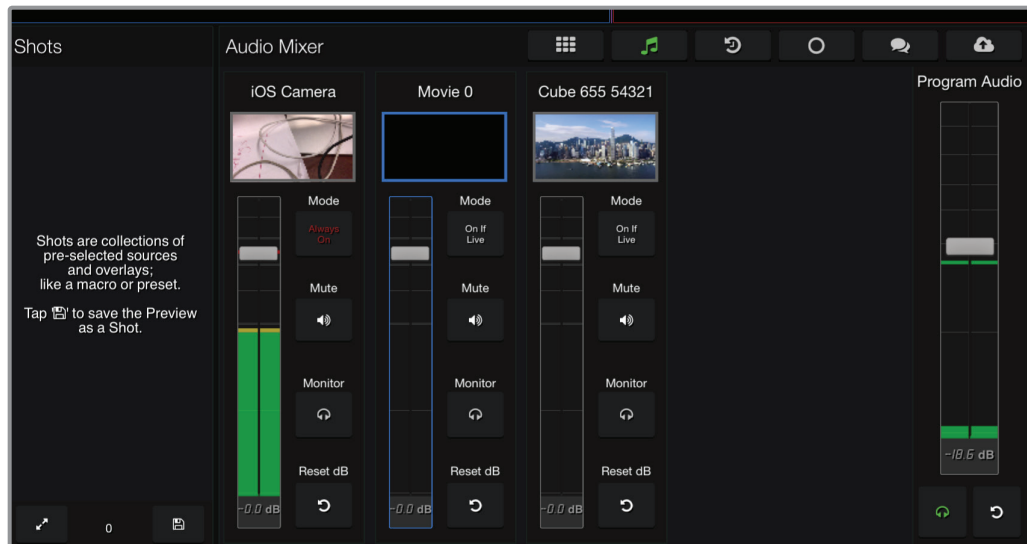 Shots
Audio Mixer
Program Audio
iOS Camera
Movie 0
Cube 655 54321
Mode
Always
On
Mode
On If
Live
Mode
On If
Live
Mute
Mute
Mute
Monitor
Monitor
Monitor
Reset dB
Reset dB
Reset dB
-0.0 dB
-0.0 dB
-0.0 dB
-18.6 dB
Shots are collections of
pre-selected sources
and overlays;
like a macro or preset.
Tap '💾' to save the Preview
as a Shot.
0